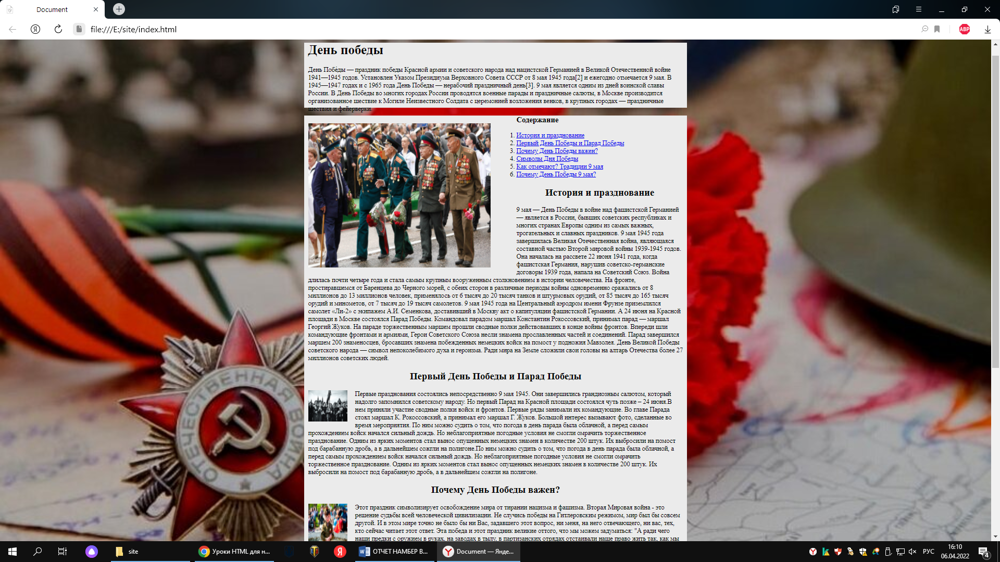 Document
file:///E:/site/index.html
ABP
День победы
День Побе́ды — праздник победы Красной армии и советского народа над нацистской Германией в Великой Отечественной войне
1941—1945 годов. Установлен Указом Президиума Верховного Совета СССР от 8 мая 1945 года[2] и ежегодно отмечается 9 мая. В
1945—1947 годах и с 1965 года День Победы — нерабочий праздничный день[3]. 9 мая является одним из дней воинской славы
России. В День Победы во многих городах России проводятся военные парады и праздничные салюты, в Москве производится
организованное шествие к Могиле Неизвестного Солдата с церемонией возложения венков, в крупных городах — праздничные
шествия и фейерверки.
Содержание
1. История и празднование
2. Первый День Победы и Парад Победы
3. Почему День Победы важен?
4. Символы Дня Победы
5. Как отмечают? Традиции 9 мая
6. Почему День Победы 9 мая?
История и празднование
9 мая — День Победы в войне над фашистской Германией
— является в России, бывших советских республиках и
многих странах Европы одним из самых важных,
трогательных и славных праздников. 9 мая 1945 года
завершилась Великая Отечественная война, являющаяся
составной частью Второй мировой войны 1939-1945 годов.
Она началась на рассвете 22 июня 1941 года, когда
фашистская Германия, нарушив советско-германские
договоры 1939 года, напала на Советский Союз. Война
длилась почти четыре года и стала самым крупным вооруженным столкновением в истории человечества. На фронте,
простиравшемся от Баренцева до Черного морей, с обеих сторон в различные периоды войны одновременно сражались от 8
миллионов до 13 миллионов человек, применялось от 6 тысяч до 20 тысяч танков и штурмовых орудий, от 85 тысяч до 165 тысяч
орудий и минометов, от 7 тысяч до 19 тысяч самолетов. 9 мая 1945 года на Центральный аэродром имени Фрунзе приземлился
самолет «Ли-2» с экипажем А.И. Семенкова, доставивший в Москву акт о капитуляции фашистской Германии. А 24 июня на Красной
площади в Москве состоялся Парад Победы. Командовал парадом маршал Константин Рокоссовский, принимал парад — маршал
Георгий Жуков. На параде торжественным маршем прошли сводные полки действовавших в конце войны фронтов. Впереди шли
командующие фронтами и армиями, Герои Советского Союза несли знамена прославленных частей и соединений. Парад завершился
маршем 200 знаменосцев, бросавших знамена побежденных немецких войск на помост у подножия Мавзолея. День Великой Победы
советского народа — символ непоколебимого духа и героизма. Ради мира на Земле сложили свои головы на алтарь Отечества более 27
миллионов советских людей.
Первый День Победы и Парад Победы
Первые празднования состоялись непосредственно 9 мая 1945. Они завершились грандиозным салютом, который
надолго запомнился советскому народу. Но первый Парад на Красной площади состоялся чуть позже – 24 июня.В
нем приняли участие сводные полки войск и фронтов. Первые ряды занимали их командующие. Во главе Парада
стоял маршал К. Рокоссовский, а принимал его маршал Г. Жуков. Большой интерес вызывают фото, сделанные во
время мероприятия. По ним можно судить о том, что погода в день парада была облачной, а перед самым
прохождением войск начался сильный дождь. Но неблагоприятные погодные условия не смогли омрачить торжественное
празднование. Одним из ярких моментов стал вынос опущенных немецких знамен в количестве 200 штук. Их выбросили на помост
под барабанную дробь, а в дальнейшем сожгли на полигоне.По ним можно судить о том, что погода в день парада была облачной, а
перед самым прохождением войск начался сильный дождь. Но неблагоприятные погодные условия не смогли омрачить
торжественное празднование. Одним из ярких моментов стал вынос опущенных немецких знамен в количестве 200 штук. Их
выбросили на помост под барабанную дробь, а в дальнейшем сожгли на полигоне.
Почему День Победы важен?
Этот праздник символизирует освобождение мира от тирании нацизма и фашизма. Вторая Мировая война - это
решение судьбы всей человеческой цивилизации. Не случись победы на Гитлеровским режимом, мир был бы совсем
другой. И в этом мире точно не было бы ни Вас, задавшего этот вопрос, ни меня, на него отвечающего, ни вас, тех,
кто сейчас читает этот ответ. Эта победа и этот праздник великие оттого, что мы можем задуматься: "А ради чего
наши предки с оружием в руках, на заводах в тылу, в партизанских отрядах отстаивали наше право жить так, как мы
ОТЕЧЕСТВЕННАЯ ВОЙНА
site
Уроки HTML для н...
ОТЧЕТ НАМБЕР В...
Document — Янде...
РУС
16:10
06.04.2022
4